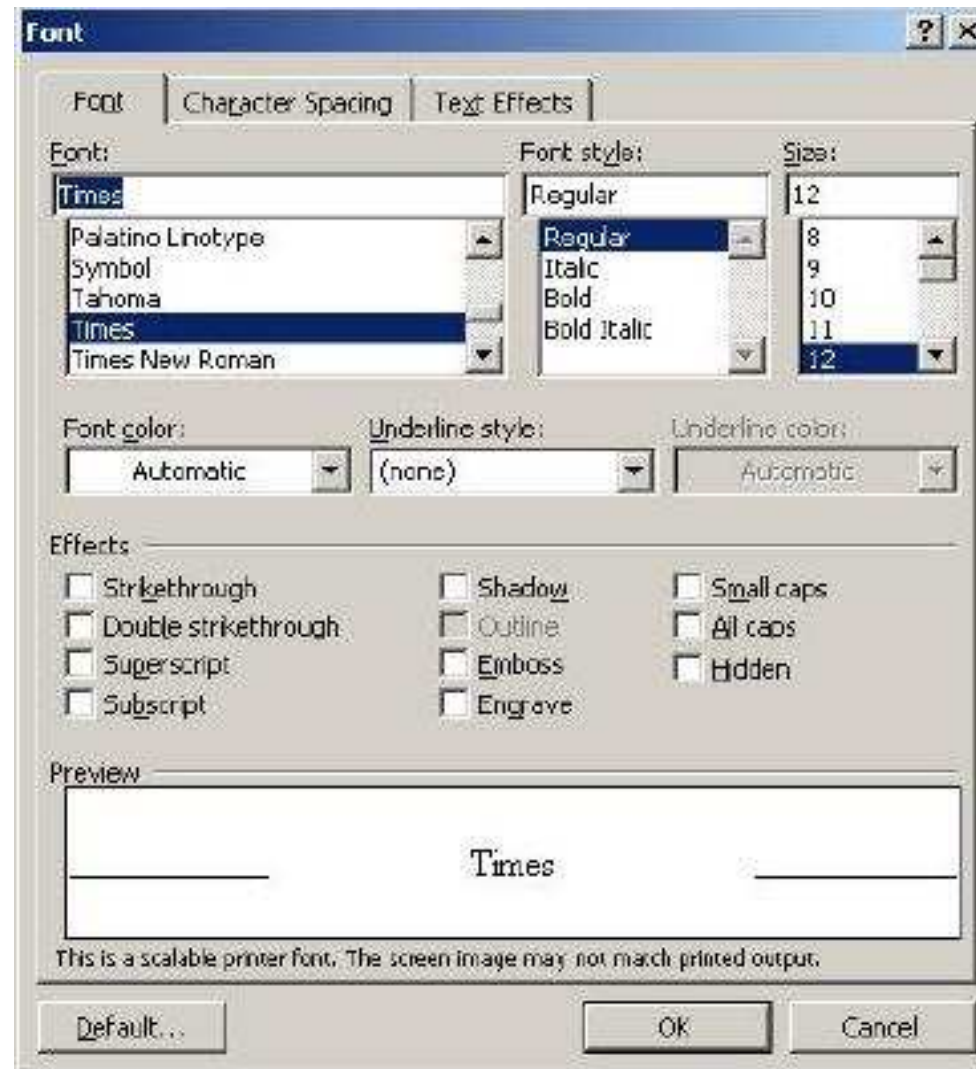 Font
Font Character Spacing Text Effects
Font: Font style: Size:
Times Regular 12
Palatino Linotype Regular 8
Symbol Italic 9
Tahoma Bold 10
Times Bold Italic 11
Times New Roman 12
Font color: Underline style: Underline color:
Automatic (none) Automatic
Effects
Strikethrough Shadow Small caps
Double strikethrough Outline All caps
Superscript Emboss Hidden
Subscript Engrave
Preview
Times
This is a scalable printer font. The screen image may not match printed output.
Default... OK Cancel